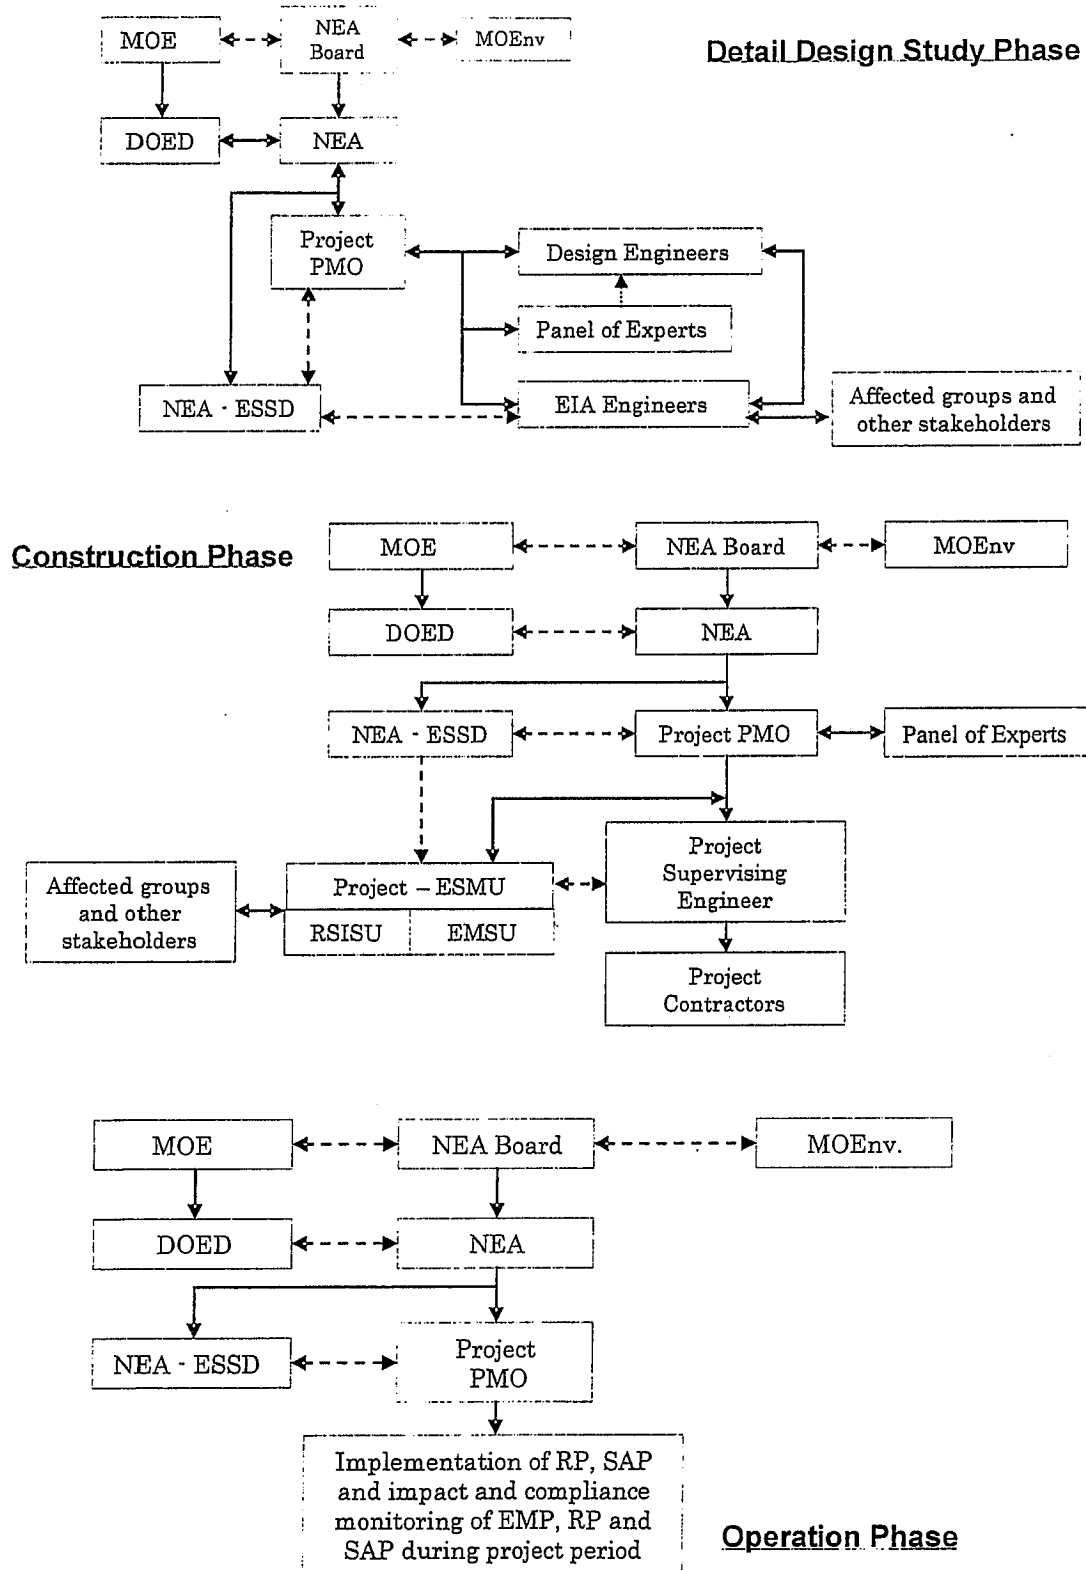 MOE
NEA
Board
MOEnv
Detail Design Study Phase
DOED
NEA
Project
PMO
Design Engineers
Panel of Experts
NEA - ESSD
EIA Engineers
Affected groups and
other stakeholders
Construction Phase
MOE
NEA Board
MOEnv
DOED
NEA
NEA - ESSD
Project PMO
Panel of Experts
Project
Supervising
Engineer
Affected groups
and other
stakeholders
Project – ESMU
RSISU
EMSU
Project
Contractors
MOE
NEA Board
MOEnv.
DOED
NEA
NEA - ESSD
Project
PMO
Implementation of RP, SAP
and impact and compliance
monitoring of EMP, RP and
SAP during project period
Operation Phase